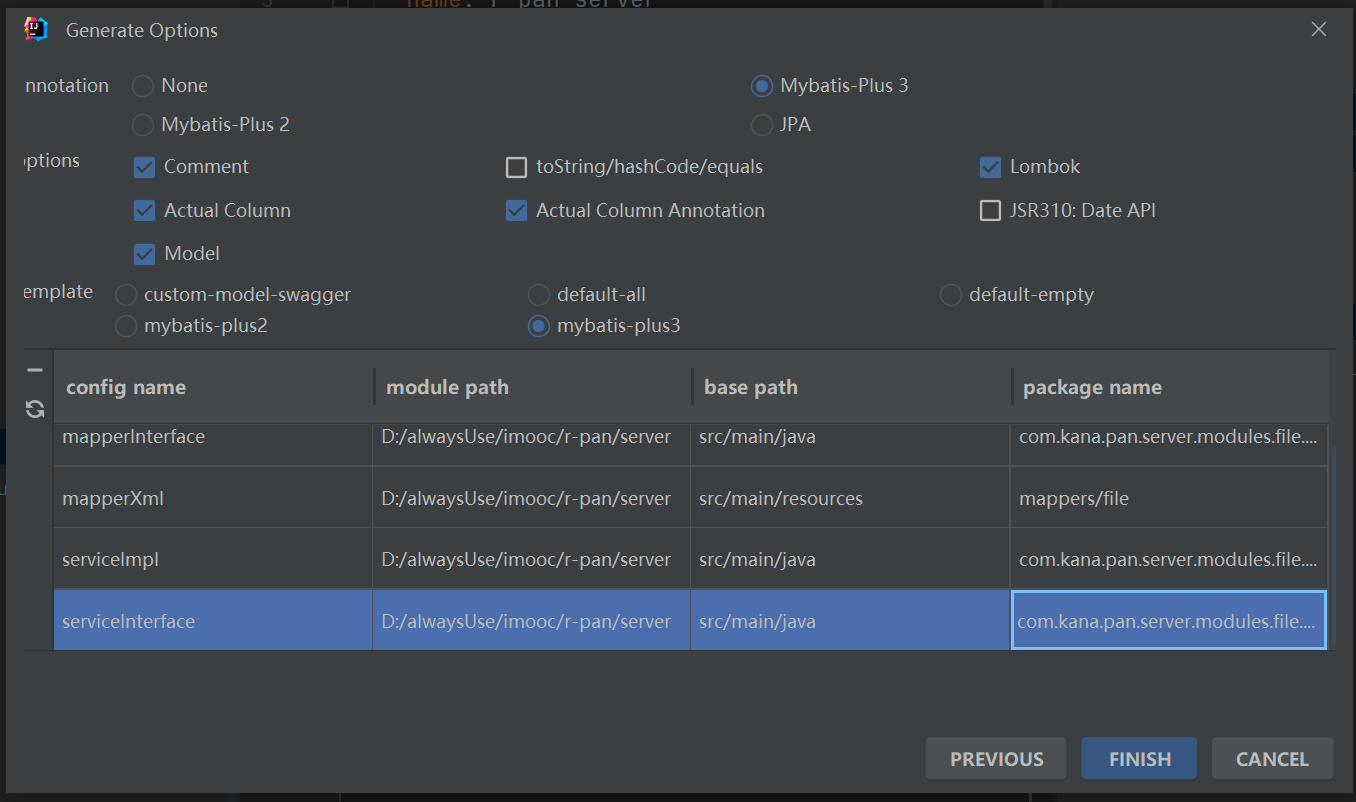 name: r-pan-server
Generate Options
nnotation None Mybatis-Plus 3
Mybatis-Plus 2 JPA
ptions Comment toString/hashCode/equals Lombok
Actual Column Actual Column Annotation JSR310: Date API
Model
emplate custom-model-swagger default-all default-empty
mybatis-plus2 mybatis-plus3
config name module path base path package name
mapperInterface D:/alwaysUse/imooc/r-pan/server src/main/java com.kana.pan.server.modules.file....
mapperXml D:/alwaysUse/imooc/r-pan/server src/main/resources mappers/file
serviceImpl D:/alwaysUse/imooc/r-pan/server src/main/java com.kana.pan.server.modules.file....
serviceInterface D:/alwaysUse/imooc/r-pan/server src/main/java com.kana.pan.server.modules.file....
PREVIOUS FINISH CANCEL